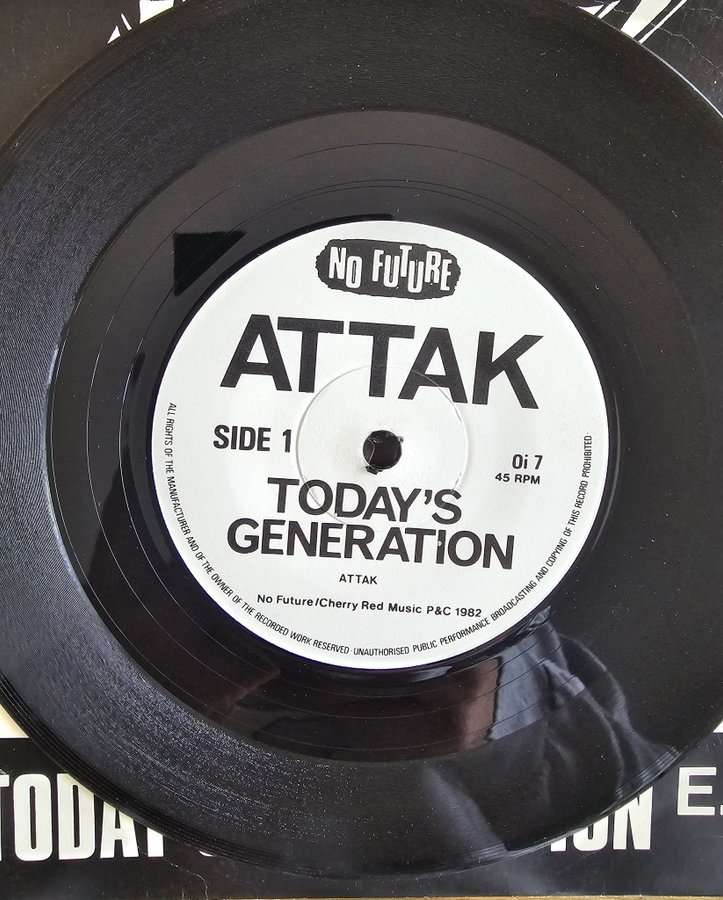 NO FUTURE
ATTAK
SIDE 1
Oi 7
45 RPM
TODAY'S
GENERATION
ATTAK
No Future/Cherry Red Music P&C 1982
ALL RIGHTS OF THE MANUFACTURER AND OF THE OWNER OF THE RECORDED WORK RESERVED · UNAUTHORISED PUBLIC PERFORMANCE BROADCASTING AND COPYING OF THIS RECORD PROHIBITED
TODAY
ION
E.